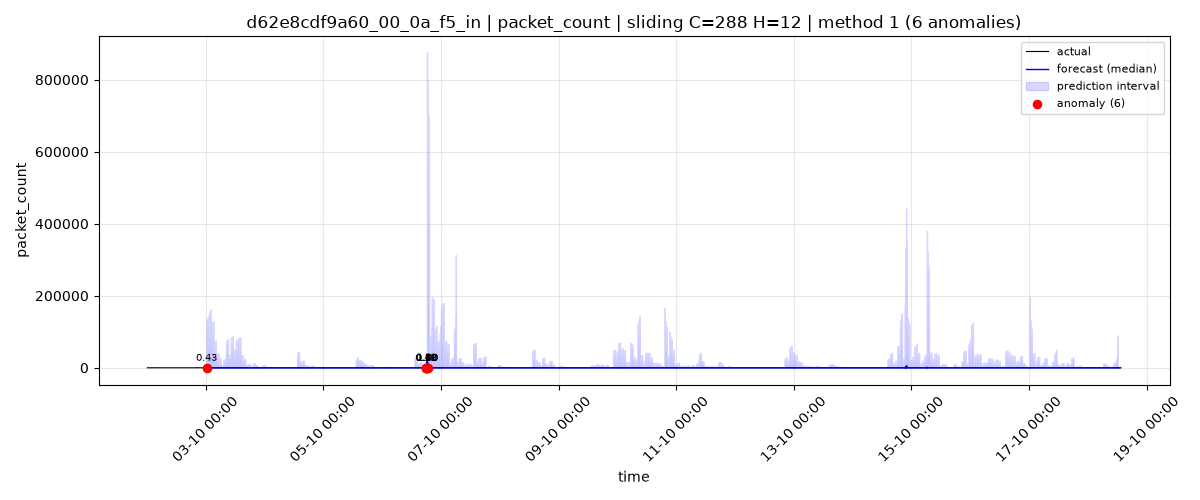 d62e8cdf9a60_00_0a_f5_in | packet_count | sliding C=288 H=12 | method 1 (6 anomalies)
actual
forecast (median)
prediction interval
anomaly (6)
packet_count
800000
600000
400000
200000
0
0.43
03-10 00:00
05-10 00:00
07-10 00:00
09-10 00:00
11-10 00:00
13-10 00:00
15-10 00:00
17-10 00:00
19-10 00:00
time